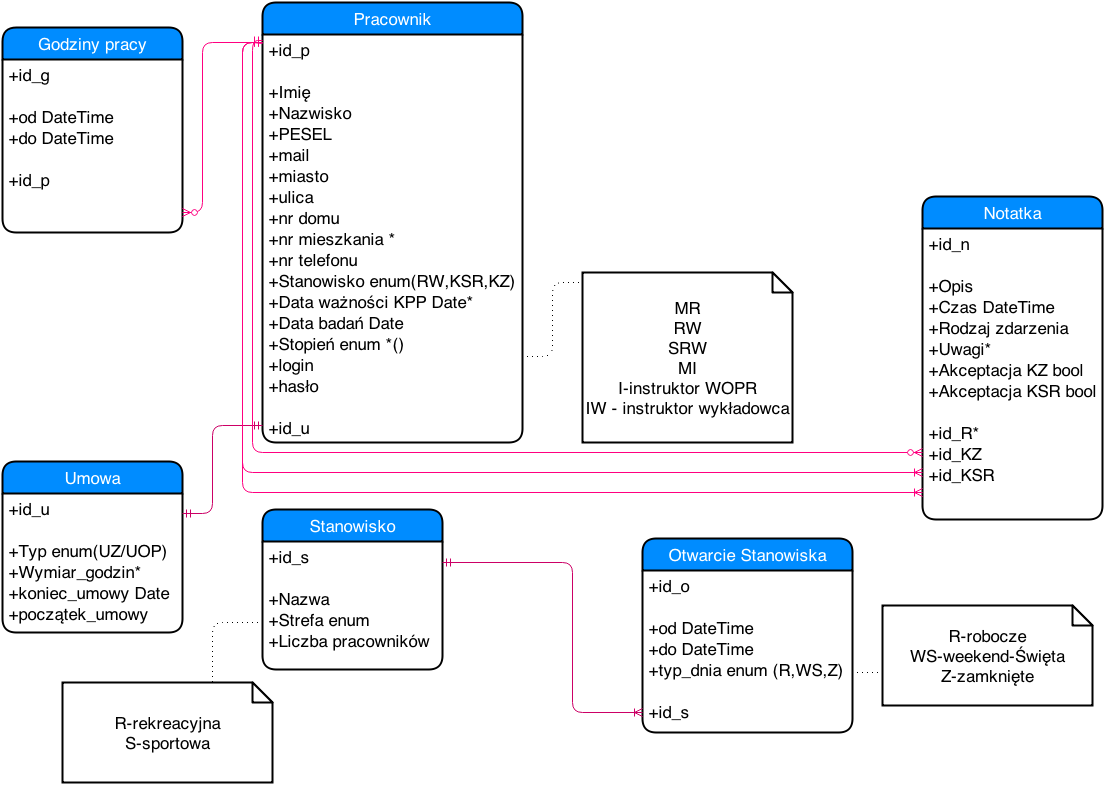 Pracownik
+id_p
+Imię
+Nazwisko
+PESEL
+mail
+miasto
+ulica
+nr domu
+nr mieszkania *
+nr telefonu
+Stanowisko enum(RW,KSR,KZ)
+Data ważności KPP Date*
+Data badań Date
+Stopień enum *()
+login
+hasło
+id_u
Godziny pracy
+id_g
+od DateTime
+do DateTime
+id_p
Notatka
+id_n
+Opis
+Czas DateTime
+Rodzaj zdarzenia
+Uwagi*
+Akceptacja KZ bool
+Akceptacja KSR bool
+id_R*
+id_KZ
+id_KSR
MR
RW
SRW
MI
I-instruktor WOPR
IW - instruktor wykładowca
Umowa
+id_u
+Typ enum(UZ/UOP)
+Wymiar_godzin*
+koniec_umowy Date
+początek_umowy
Stanowisko
+id_s
+Nazwa
+Strefa enum
+Liczba pracowników
Otwarcie Stanowiska
+id_o
+od DateTime
+do DateTime
+typ_dnia enum (R,WS,Z)
+id_s
R-robocze
WS-weekend-Święta
Z-zamknięte
R-rekreacyjna
S-sportowa